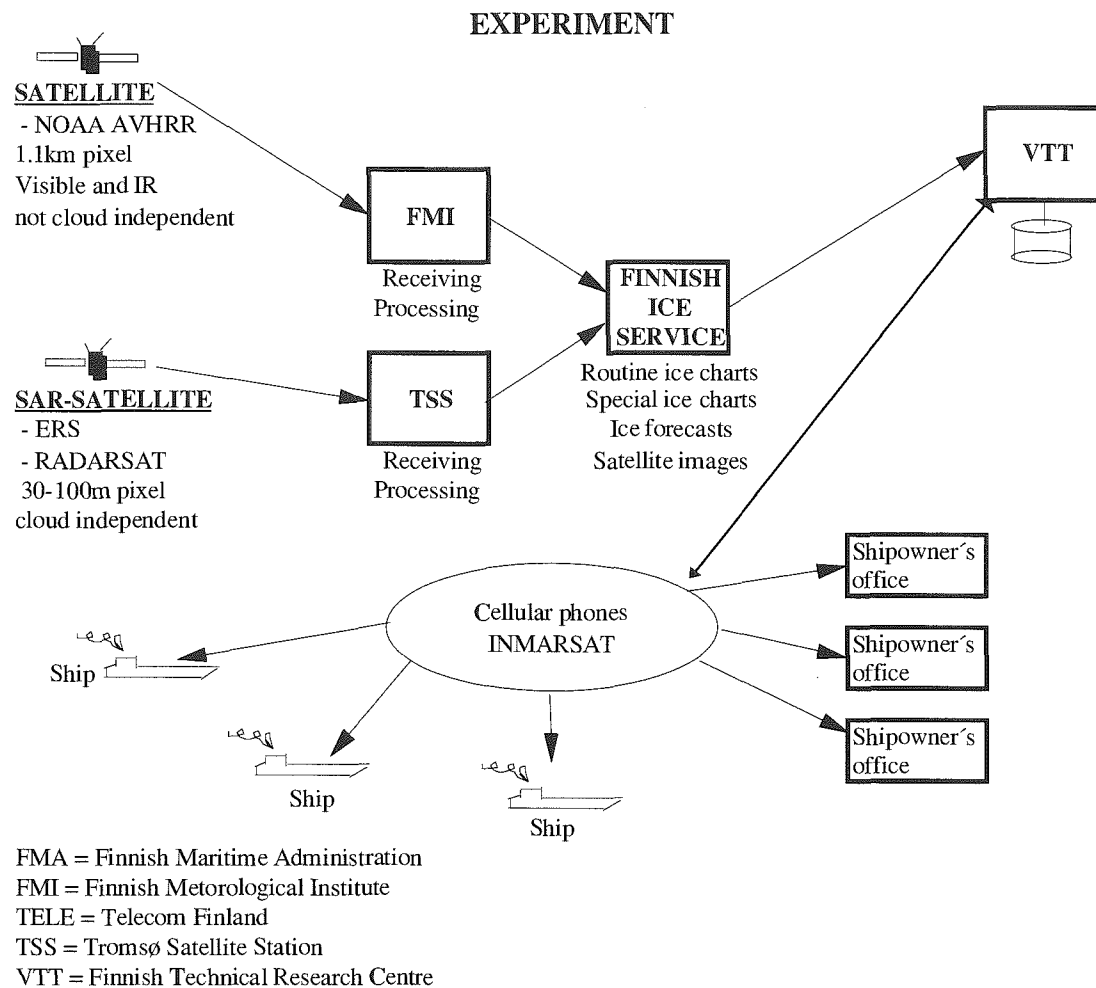 EXPERIMENT
SATELLITE
- NOAA AVHRR
1.1km pixel
Visible and IR
not cloud independent
FMI
Receiving
Processing
VTT
FINNISH
ICE
SERVICE
Routine ice charts
Special ice charts
Ice forecasts
Satellite images
SAR-SATELLITE
- ERS
- RADARSAT
30-100m pixel
cloud independent
TSS
Receiving
Processing
Cellular phones
INMARSAT
Shipowner´s
office
Shipowner´s
office
Shipowner´s
office
Ship
Ship
Ship
FMA = Finnish Maritime Administration
FMI = Finnish Metorological Institute
TELE = Telecom Finland
TSS = Tromsø Satellite Station
VTT = Finnish Technical Research Centre